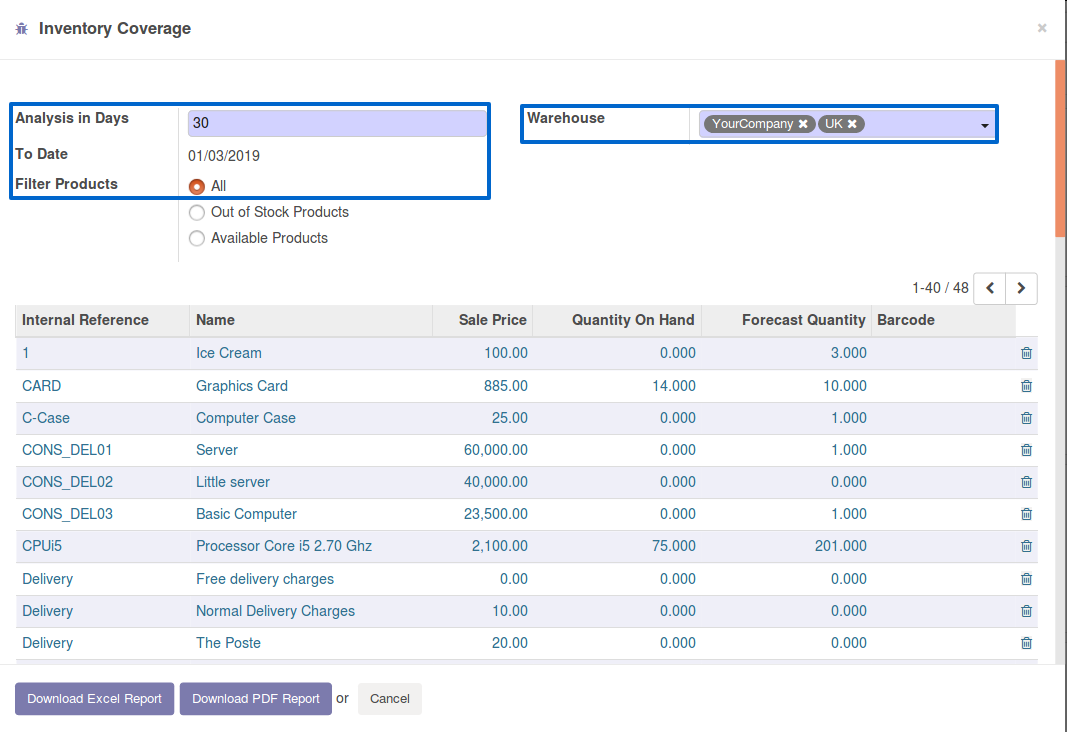 Inventory Coverage ×
Analysis in Days 30
Warehouse YourCompany ✖ UK ✖
To Date 01/03/2019
Filter Products All
Out of Stock Products
Available Products
1-40 / 48
Internal Reference Name Sale Price Quantity On Hand Forecast Quantity Barcode
1 Ice Cream 100.00 0.000 3.000
CARD Graphics Card 885.00 14.000 10.000
C-Case Computer Case 25.00 0.000 1.000
CONS_DEL01 Server 60,000.00 0.000 1.000
CONS_DEL02 Little server 40,000.00 0.000 0.000
CONS_DEL03 Basic Computer 23,500.00 0.000 1.000
CPUi5 Processor Core i5 2.70 Ghz 2,100.00 75.000 201.000
Delivery Free delivery charges 0.00 0.000 0.000
Delivery Normal Delivery Charges 10.00 0.000 0.000
Delivery The Poste 20.00 0.000 0.000
Download Excel Report Download PDF Report or Cancel